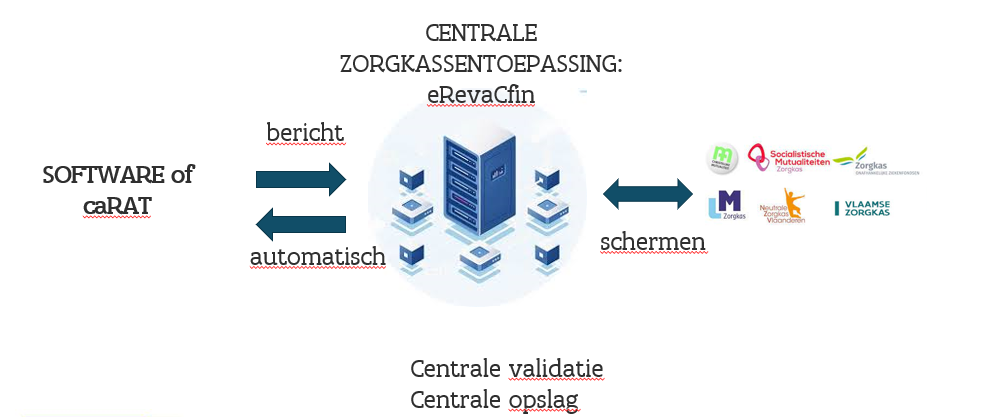 CENTRALE
ZORGKASSENTOEPASSING:
eRevaCfin
bericht
SOFTWARE of
caRAT
automatisch
schermen
Socialistische
Mutualiteiten
Zorgkas
Zorgkas
LM
Zorgkas
Neutrale
Zorgkas
Vlaanderen
VLAAMSE
ZORGKAS
Centrale validatie
Centrale opslag